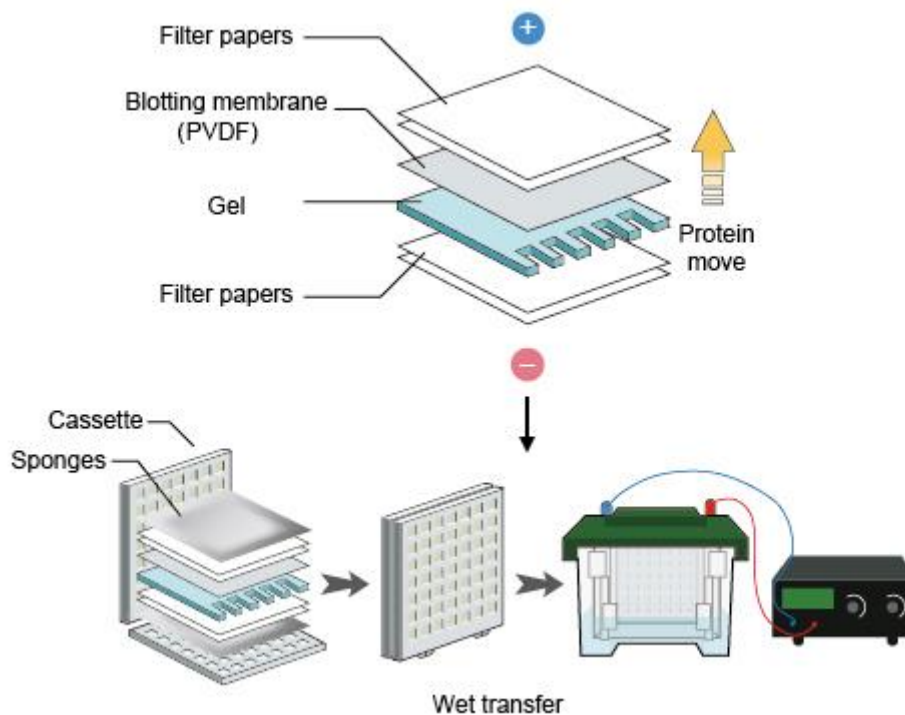 Filter papers
+
Blotting membrane
(PVDF)
Gel
Protein
move
Filter papers
−
Cassette
Sponges
Wet transfer